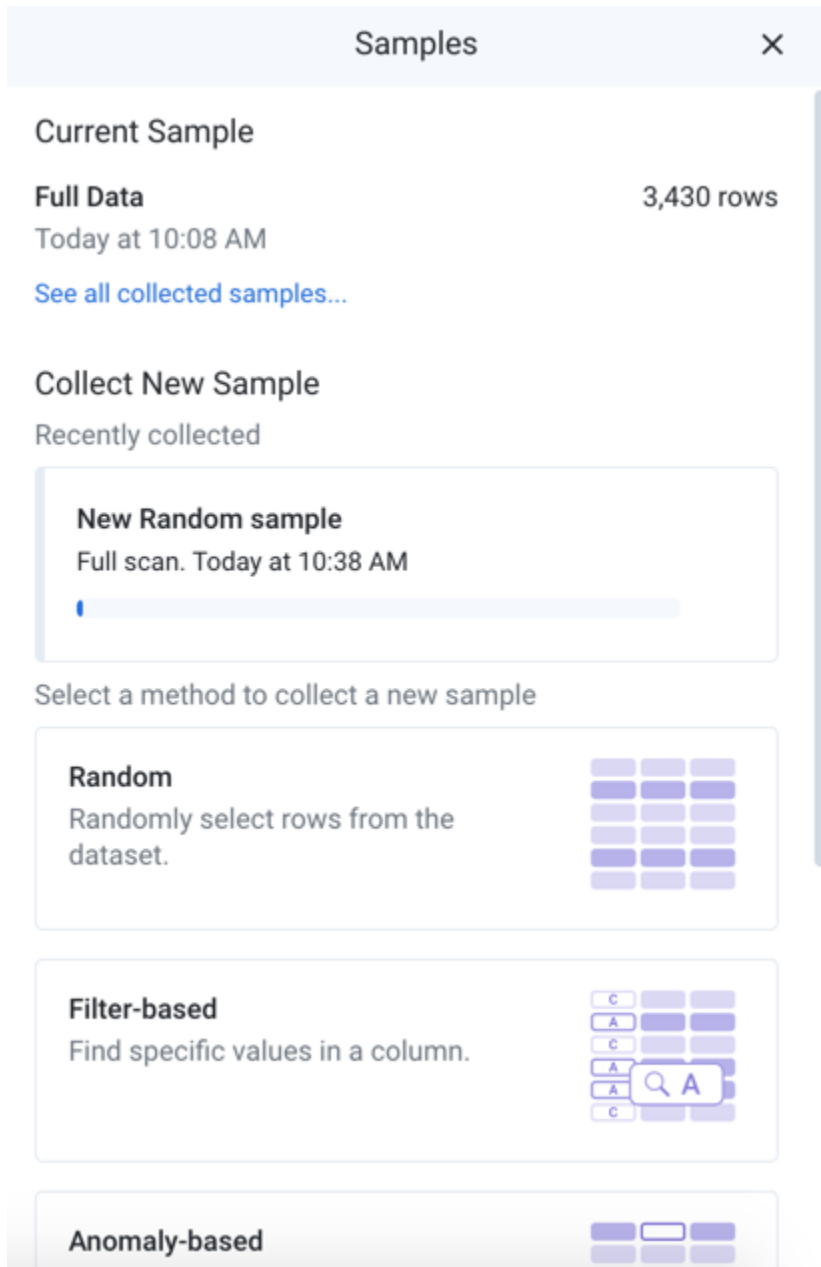 Samples
Current Sample
Full Data
3,430 rows
Today at 10:08 AM
See all collected samples...
Collect New Sample
Recently collected
New Random sample
Full scan. Today at 10:38 AM
Select a method to collect a new sample
Random
Randomly select rows from the
dataset.
Filter-based
Find specific values in a column.
C
A
C
A
A
C
A
Anomaly-based